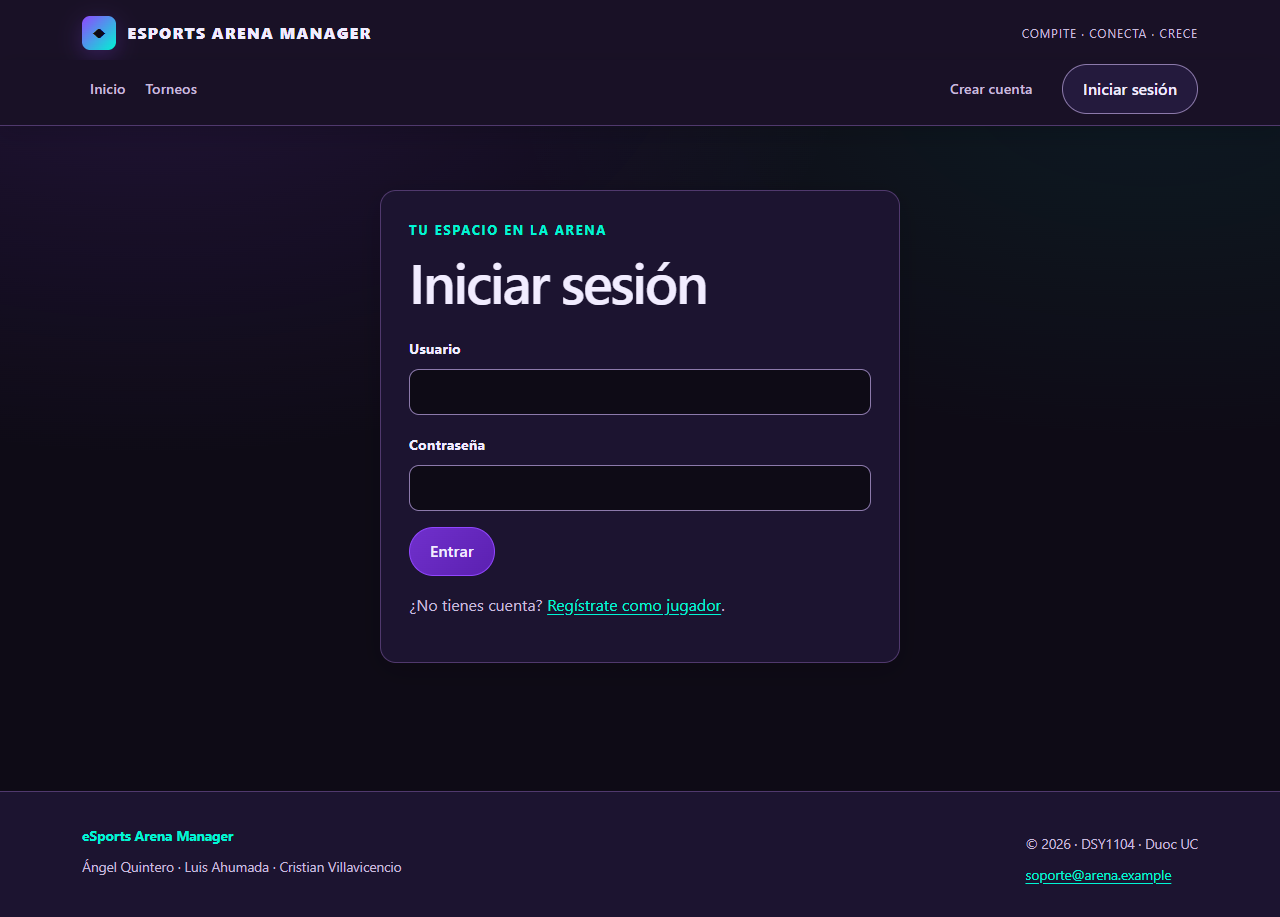 ESPORTS ARENA MANAGER
COMPITE · CONECTA · CRECE
Inicio
Torneos
Crear cuenta
Iniciar sesión
TU ESPACIO EN LA ARENA
Iniciar sesión
Usuario
Contraseña
Entrar
¿No tienes cuenta? Regístrate como jugador.
eSports Arena Manager
Ángel Quintero · Luis Ahumada · Cristian Villavicencio
© 2026 · DSY1104 · Duoc UC
soporte@arena.example